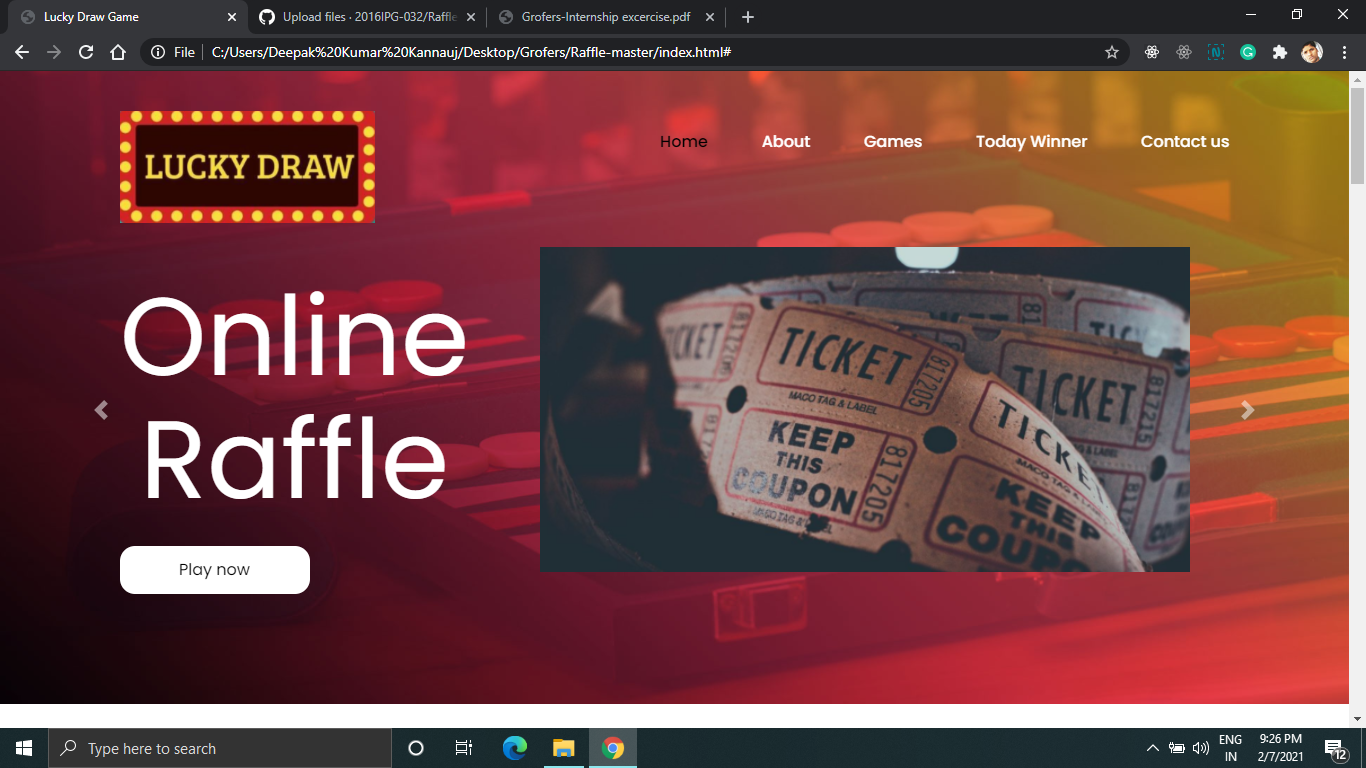 Lucky Draw Game
Upload files · 2016IPG-032/Raffle
Grofers-Internship excercise.pdf
File
C:/Users/Deepak%20Kumar%20Kannauj/Desktop/Grofers/Raffle-master/index.html#
LUCKY DRAW
Home
About
Games
Today Winner
Contact us
Online
Raffle
Play now
TICKET
817205
MACO TAG & LABEL
KEEP
THIS
COUPON
817205
TICKET
817215
TICKET
MACO TAG &
KEEP
THIS
Type here to search
ENG
IN
9:26 PM
2/7/2021
12